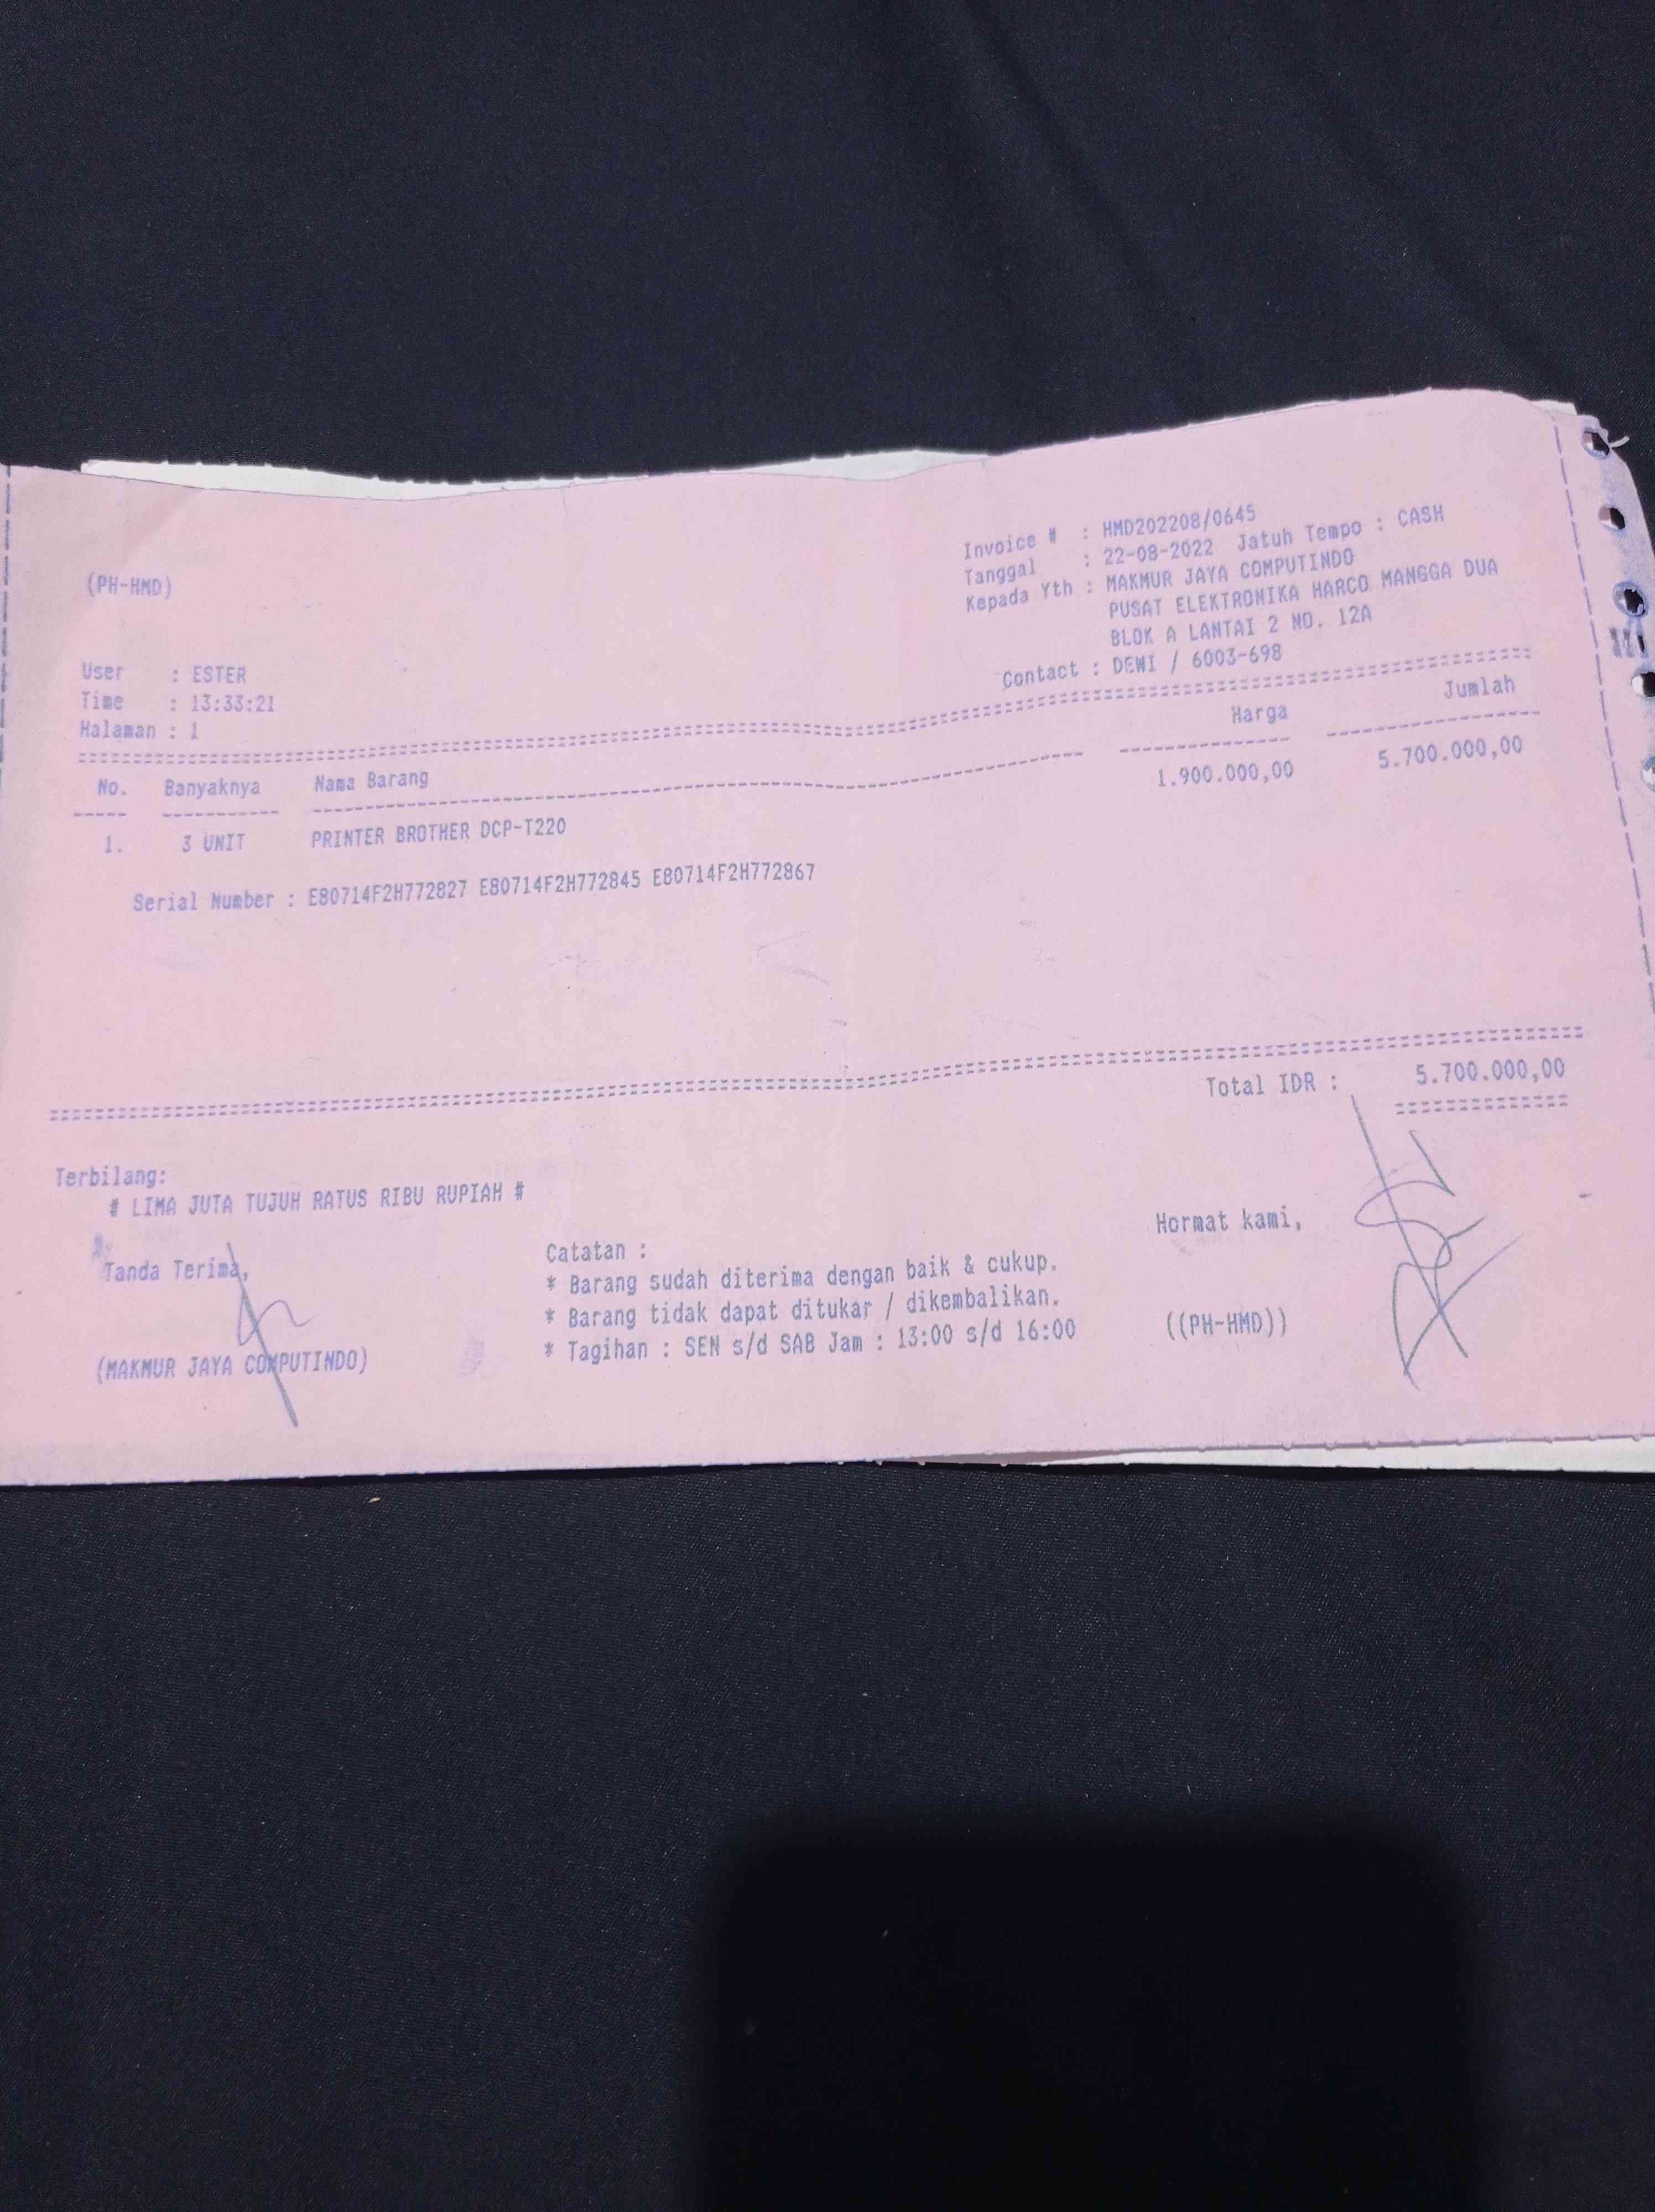 Invoice # : HMD202208/0645
Tanggal : 22-08-2022 Jatuh Tempo : CASH
(PH-HMD)
Kepada Yth : MAKMUR JAYA COMPUTINDO
PUSAT ELEKTRONIKA HARCO MANGGA DUA
BLOK A LANTAI 2 NO. 12A
User : ESTER
Contact : DEWI / 6003-698
Time : 13:33:21
Halaman : 1
No. Banyaknya Nama Barang Harga Jumlah
1. 3 UNIT PRINTER BROTHER DCP-T220 1.900.000,00 5.700.000,00
Serial Number : E80714F2H772827 E80714F2H772845 E80714F2H772867
Total IDR : 5.700.000,00
Terbilang:
# LIMA JUTA TUJUH RATUS RIBU RUPIAH #
Tanda Terima,
(MAKMUR JAYA COMPUTINDO)
Catatan :
* Barang sudah diterima dengan baik & cukup.
* Barang tidak dapat ditukar / dikembalikan.
* Tagihan : SEN s/d SAB Jam : 13:00 s/d 16:00
Hormat kami,
((PH-HMD))